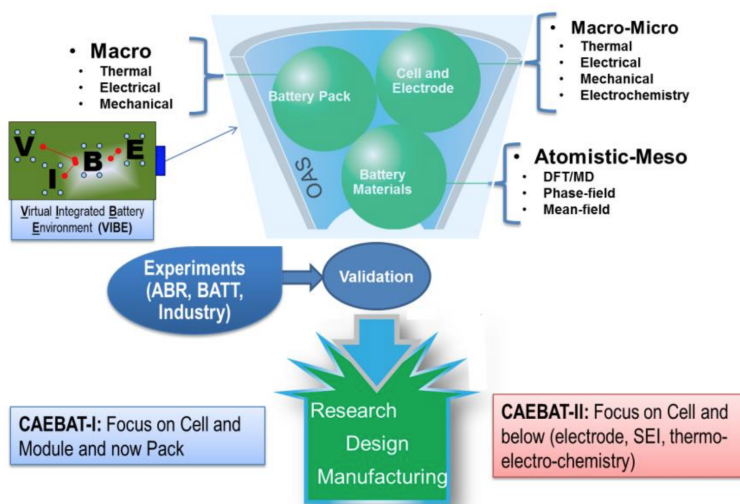 • Macro
• Thermal
• Electrical
• Mechanical
Battery Pack
Cell and
Electrode
Battery
Materials
OAS
• Macro-Micro
• Thermal
• Electrical
• Mechanical
• Electrochemistry
• Atomistic-Meso
• DFT/MD
• Phase-field
• Mean-field
V
I
B
E
Virtual Integrated Battery
Environment (VIBE)
Experiments
(ABR, BATT,
Industry)
Validation
Research
Design
Manufacturing
CAEBAT-I: Focus on Cell and
Module and now Pack
CAEBAT-II: Focus on Cell and
below (electrode, SEI, thermo-
electro-chemistry)